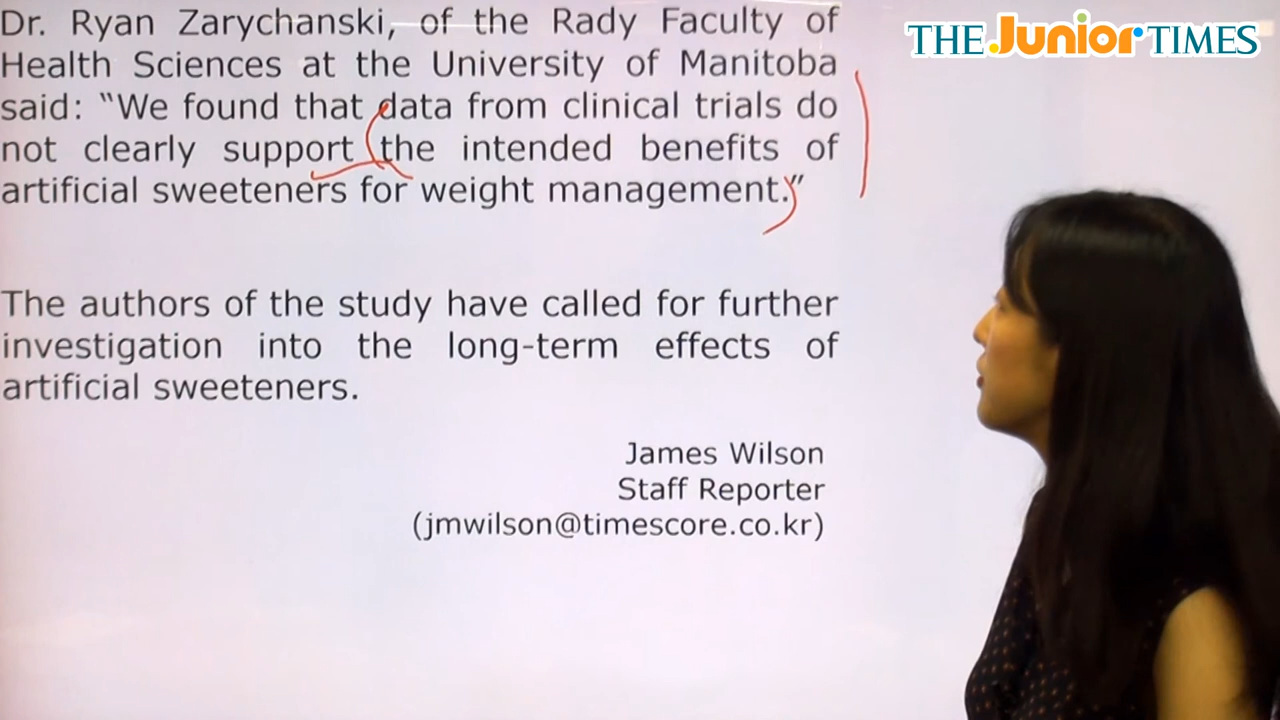 THE Junior TIMES
Dr. Ryan Zarychanski, of the Rady Faculty of
Health Sciences at the University of Manitoba
said: “We found that data from clinical trials do
not clearly support the intended benefits of
artificial sweeteners for weight management.”
The authors of the study have called for further
investigation into the long-term effects of
artificial sweeteners.
James Wilson
Staff Reporter
(jmwilson@timescore.co.kr)